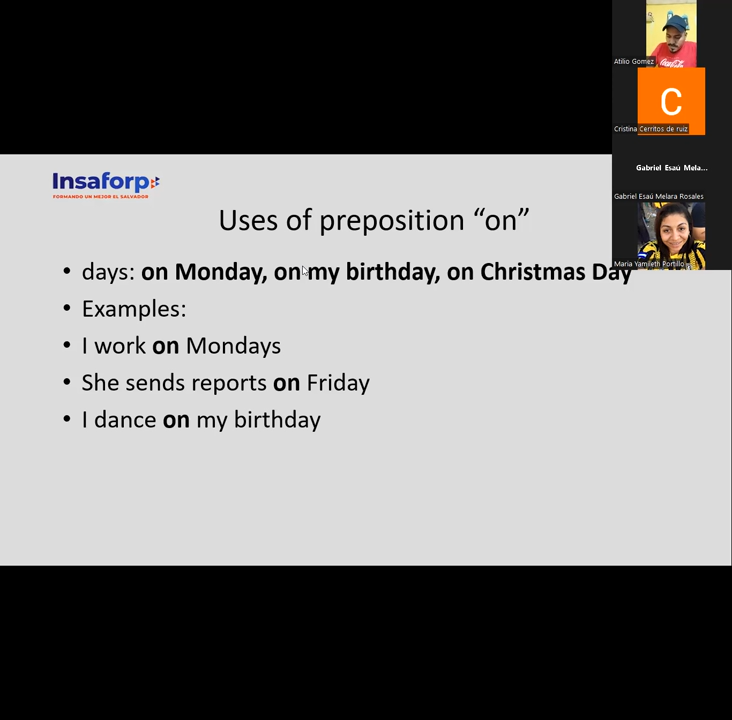 Atilio Gomez
C
Cristina Cerritos de ruiz
Gabriel Esaú Mela...
Gabriel Esaú Melara Rosales
Maria Yamileth Portillo
Insaforp
FORMANDO UN MEJOR EL SALVADOR
Uses of preposition “on”
• days: on Monday, on my birthday, on Christmas Day
• Examples:
• I work on Mondays
• She sends reports on Friday
• I dance on my birthday